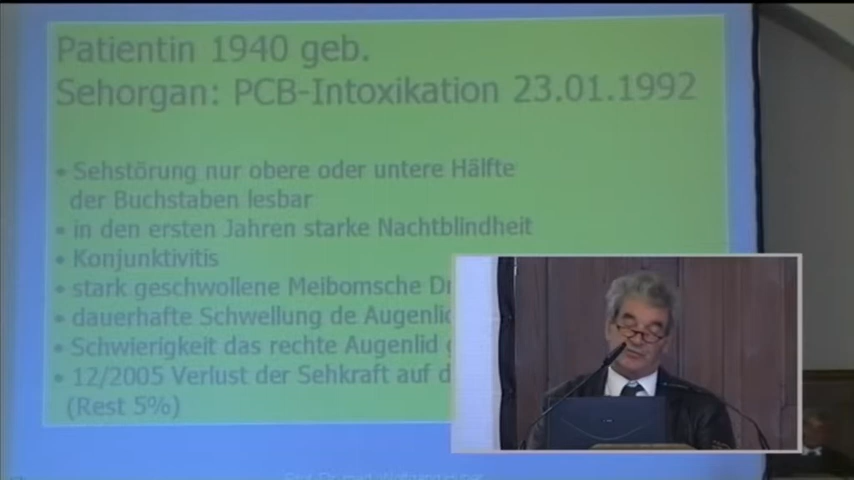 Patientin 1940 geb.
Sehorgan: PCB-Intoxikation 23.01.1992
• Sehstörung nur obere oder untere Hälfte
der Buchstaben lesbar
• in den ersten Jahren starke Nachtblindheit
• Konjunktivitis
• stark geschwollene Meibomsche
• dauerhafte Schwellung de
• Schwierigkeit das rechte Augenlid
• 12/2005 Verlust der Sehkraft auf
(Rest 5%)